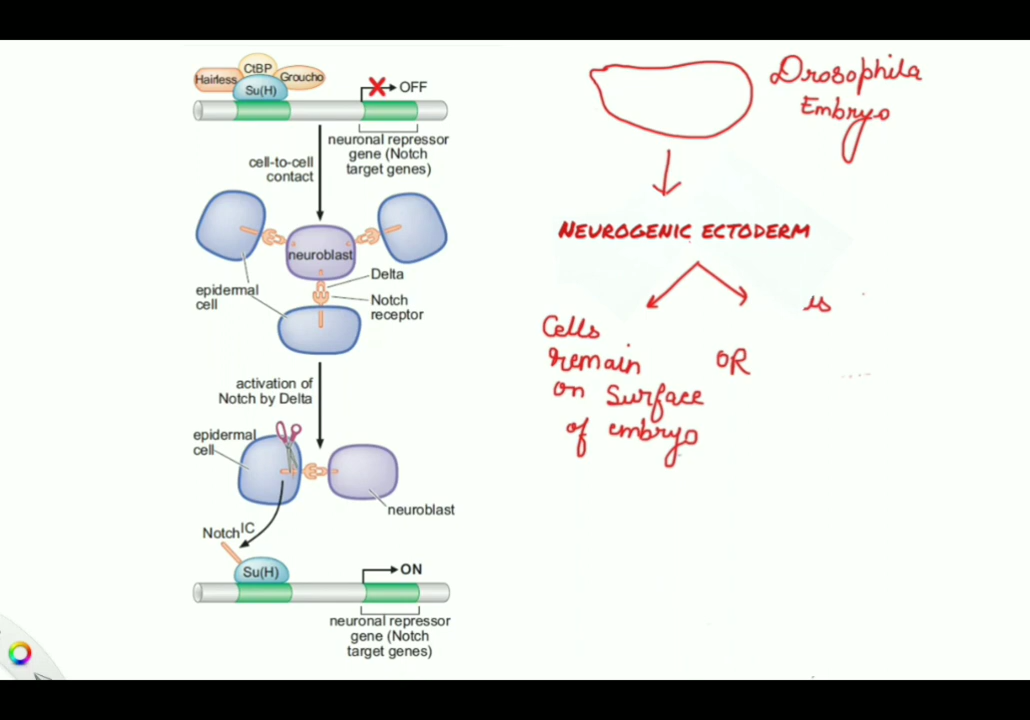 CtBP
Hairless
Groucho
Su(H)
OFF
neuronal repressor
gene (Notch
target genes)
cell-to-cell
contact
neuroblast
Delta
epidermal
cell
Notch
receptor
activation of
Notch by Delta
epidermal
cell
neuroblast
NotchIC
Su(H)
ON
neuronal repressor
gene (Notch
target genes)
Drosophila
Embryo
NEUROGENIC ECTODERM
Cells
remain
on surface
of embryo
OR
is